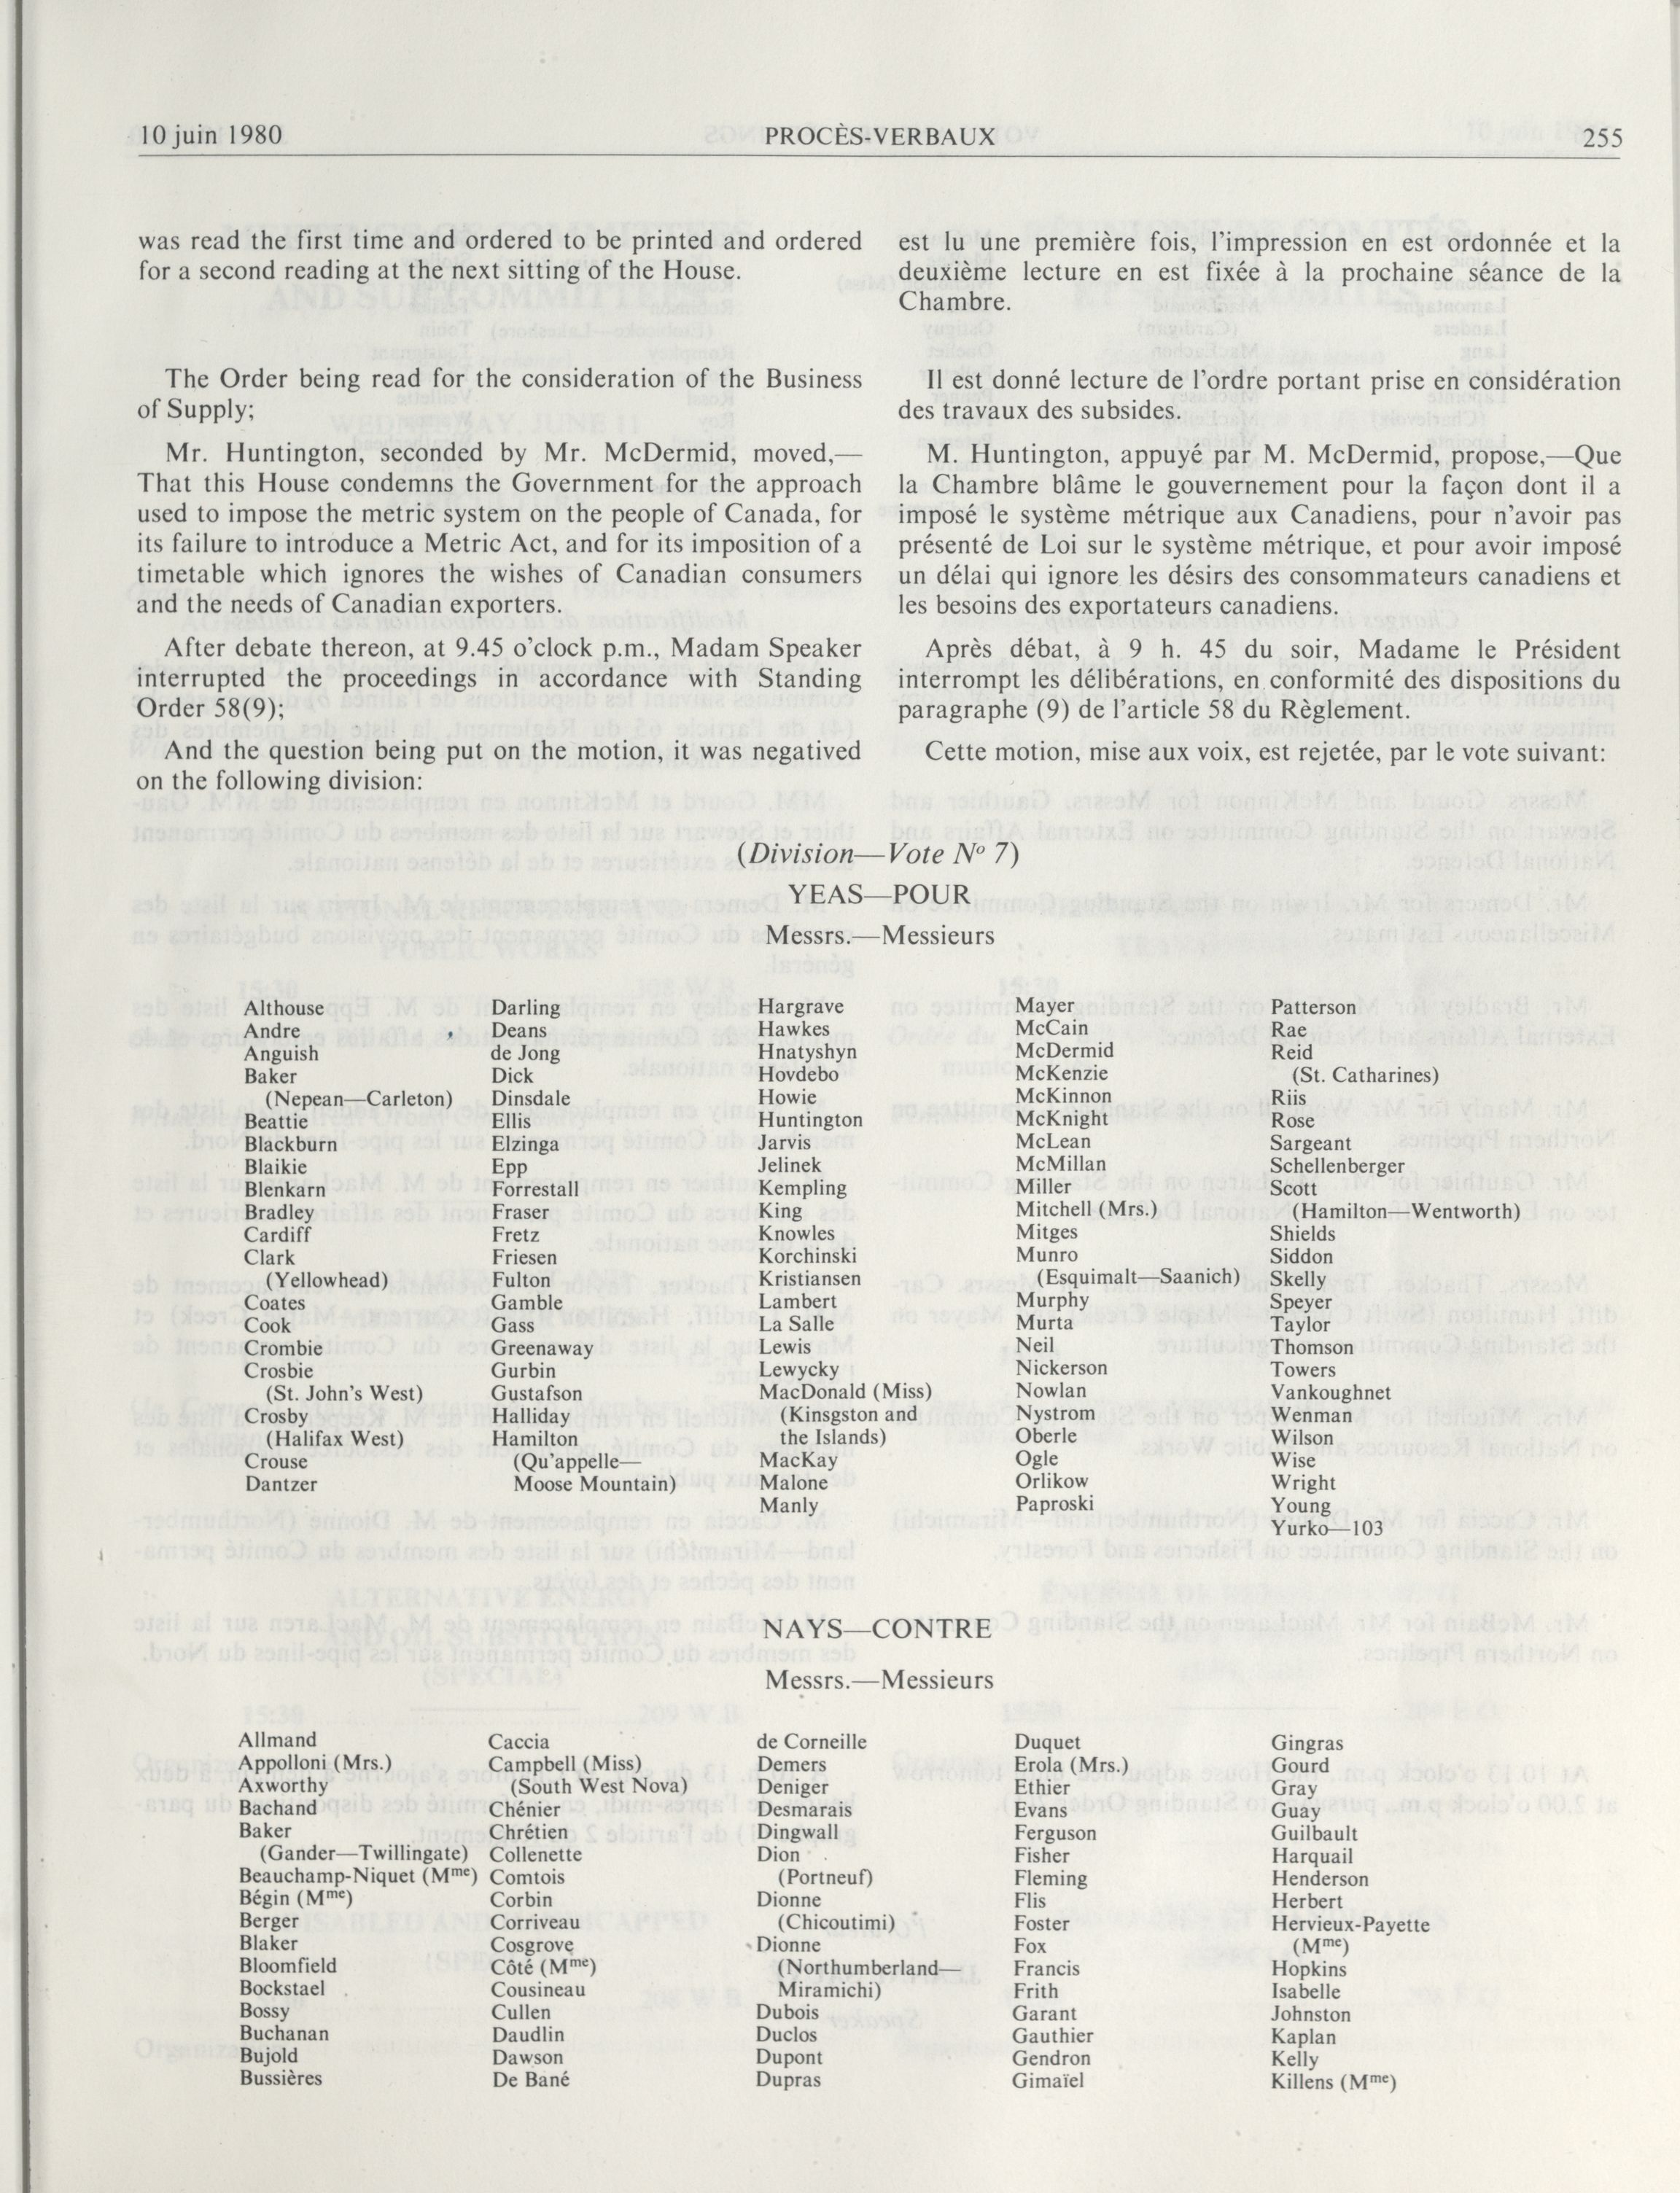 10 juin 1980 PROCÈS-VERBAUX 255
was read the first time and ordered to be printed and ordered
for a second reading at the next sitting of the House.
The Order being read for the consideration of the Business
of Supply;
Mr. Huntington, seconded by Mr. McDermid, moved,—
That this House condemns the Government for the approach
used to impose the metric system on the people of Canada, for
its failure to introduce a Metric Act, and for its imposition of a
timetable which ignores the wishes of Canadian consumers
and the needs of Canadian exporters.
After debate thereon, at 9.45 o'clock p.m., Madam Speaker
interrupted the proceedings in accordance with Standing
Order 58(9);
And the question being put on the motion, it was negatived
on the following division:
est lu une première fois, l'impression en est ordonnée et la
deuxième lecture en est fixée à la prochaine séance de la
Chambre.
Il est donné lecture de l'ordre portant prise en considération
des travaux des subsides.
M. Huntington, appuyé par M. McDermid, propose,—Que
la Chambre blâme le gouvernement pour la façon dont il a
imposé le système métrique aux Canadiens, pour n'avoir pas
présenté de Loi sur le système métrique, et pour avoir imposé
un délai qui ignore les désirs des consommateurs canadiens et
les besoins des exportateurs canadiens.
Après débat, à 9 h. 45 du soir, Madame le Président
interrompt les délibérations, en conformité des dispositions du
paragraphe (9) de l'article 58 du Règlement.
Cette motion, mise aux voix, est rejetée, par le vote suivant:
(Division—Vote Nº 7)
YEAS—POUR
Messrs.—Messieurs
Althouse
Andre
Anguish
Baker
(Nepean—Carleton)
Beattie
Blackburn
Blaikie
Blenkarn
Bradley
Cardiff
Clark
(Yellowhead)
Coates
Cook
Crombie
Crosbie
(St. John's West)
Crosby
(Halifax West)
Crouse
Dantzer
Darling
Deans
de Jong
Dick
Dinsdale
Ellis
Elzinga
Epp
Forrestall
Fraser
Fretz
Friesen
Fulton
Gamble
Gass
Greenaway
Gurbin
Gustafson
Halliday
Hamilton
(Qu'appelle—
Moose Mountain)
Hargrave
Hawkes
Hnatyshyn
Hovdebo
Howie
Huntington
Jarvis
Jelinek
Kempling
King
Knowles
Korchinski
Kristiansen
Lambert
La Salle
Lewis
Lewycky
MacDonald (Miss)
(Kinsgston and
the Islands)
MacKay
Malone
Manly
Mayer
McCain
McDermid
McKenzie
McKinnon
McKnight
McLean
McMillan
Miller
Mitchell (Mrs.)
Mitges
Munro
(Esquimalt—Saanich)
Murphy
Murta
Neil
Nickerson
Nowlan
Nystrom
Oberle
Ogle
Orlikow
Paproski
Patterson
Rae
Reid
(St. Catharines)
Riis
Rose
Sargeant
Schellenberger
Scott
(Hamilton—Wentworth)
Shields
Siddon
Skelly
Speyer
Taylor
Thomson
Towers
Vankoughnet
Wenman
Wilson
Wise
Wright
Young
Yurko—103
NAYS—CONTRE
Messrs.—Messieurs
Allmand
Appolloni (Mrs.)
Axworthy
Bachand
Baker
(Gander—Twillingate)
Beauchamp-Niquet (Mme)
Bégin (Mme)
Berger
Blaker
Bloomfield
Bockstael
Bossy
Buchanan
Bujold
Bussières
Caccia
Campbell (Miss)
(South West Nova)
Chénier
Chrétien
Collenette
Comtois
Corbin
Corriveau
Cosgrove
Côté (Mme)
Cousineau
Cullen
Daudlin
Dawson
De Bané
de Corneille
Demers
Deniger
Desmarais
Dingwall
Dion
(Portneuf)
Dionne
(Chicoutimi)
Dionne
(Northumberland—
Miramichi)
Dubois
Duclos
Dupont
Dupras
Duquet
Erola (Mrs.)
Ethier
Evans
Ferguson
Fisher
Fleming
Flis
Foster
Fox
Francis
Frith
Garant
Gauthier
Gendron
Gimaïel
Gingras
Gourd
Gray
Guay
Guilbault
Harquail
Henderson
Herbert
Hervieux-Payette
(Mme)
Hopkins
Isabelle
Johnston
Kaplan
Kelly
Killens (Mme)